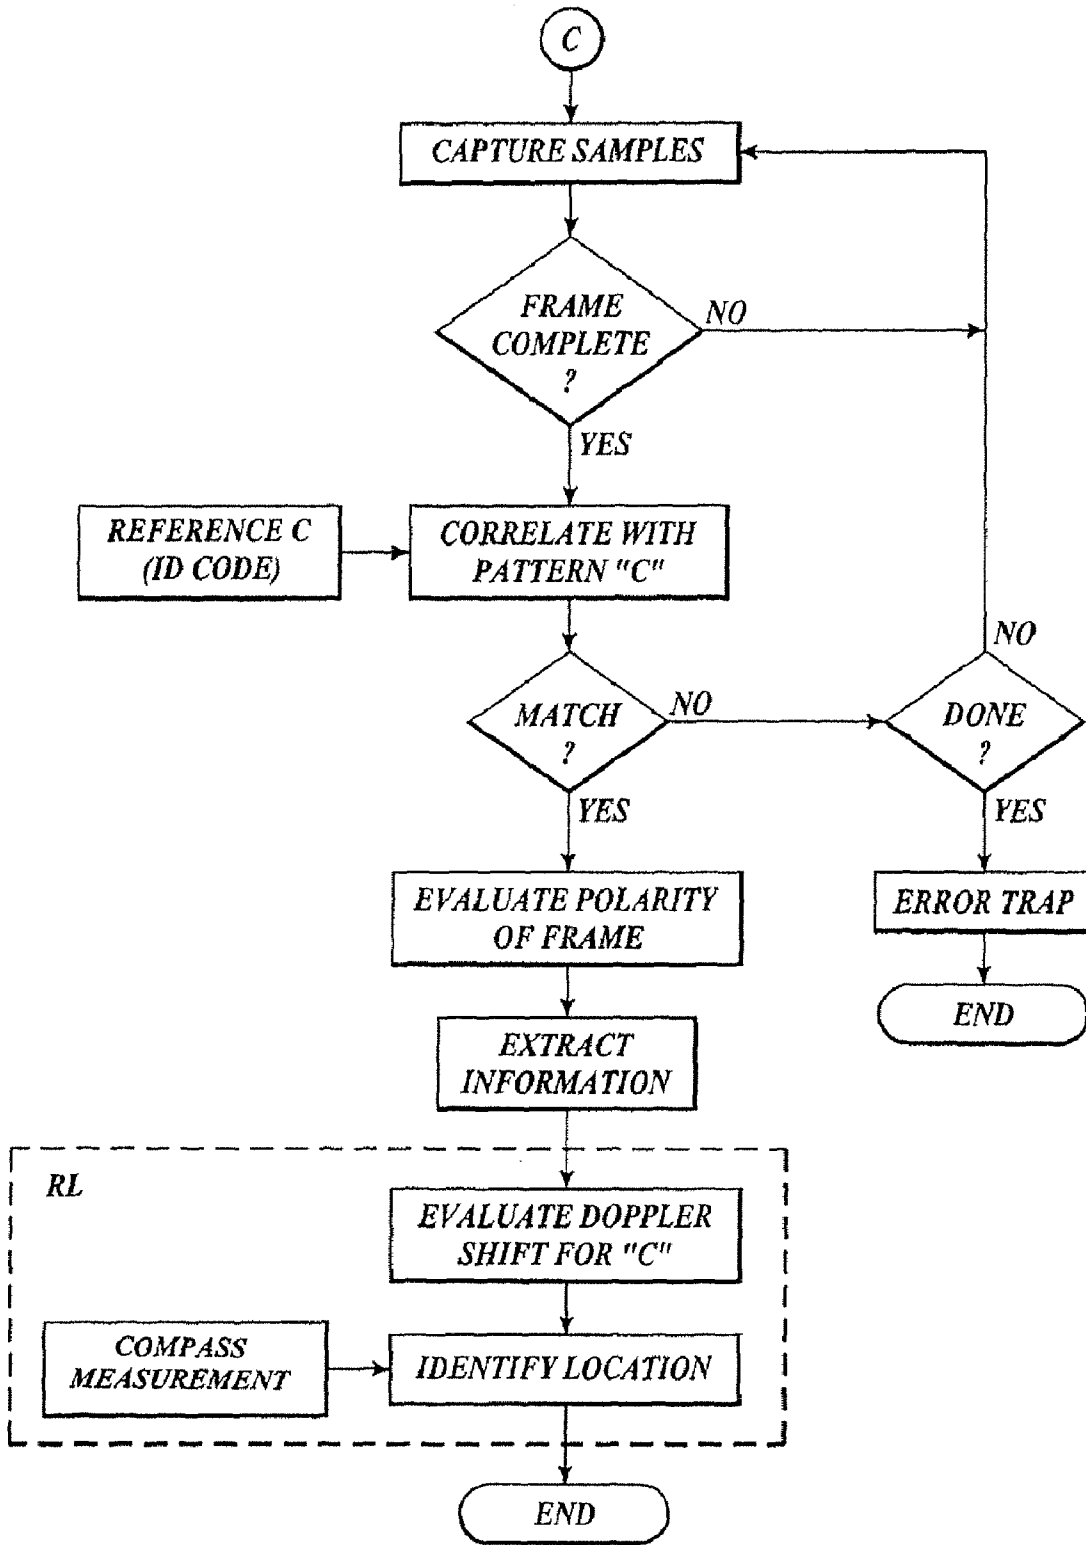 C
CAPTURE SAMPLES
FRAME
COMPLETE
?
NO
YES
REFERENCE C
(ID CODE)
CORRELATE WITH
PATTERN "C"
MATCH
?
NO
YES
DONE
?
NO
YES
EVALUATE POLARITY
OF FRAME
ERROR TRAP
END
EXTRACT
INFORMATION
RL
EVALUATE DOPPLER
SHIFT FOR "C"
COMPASS
MEASUREMENT
IDENTIFY LOCATION
END